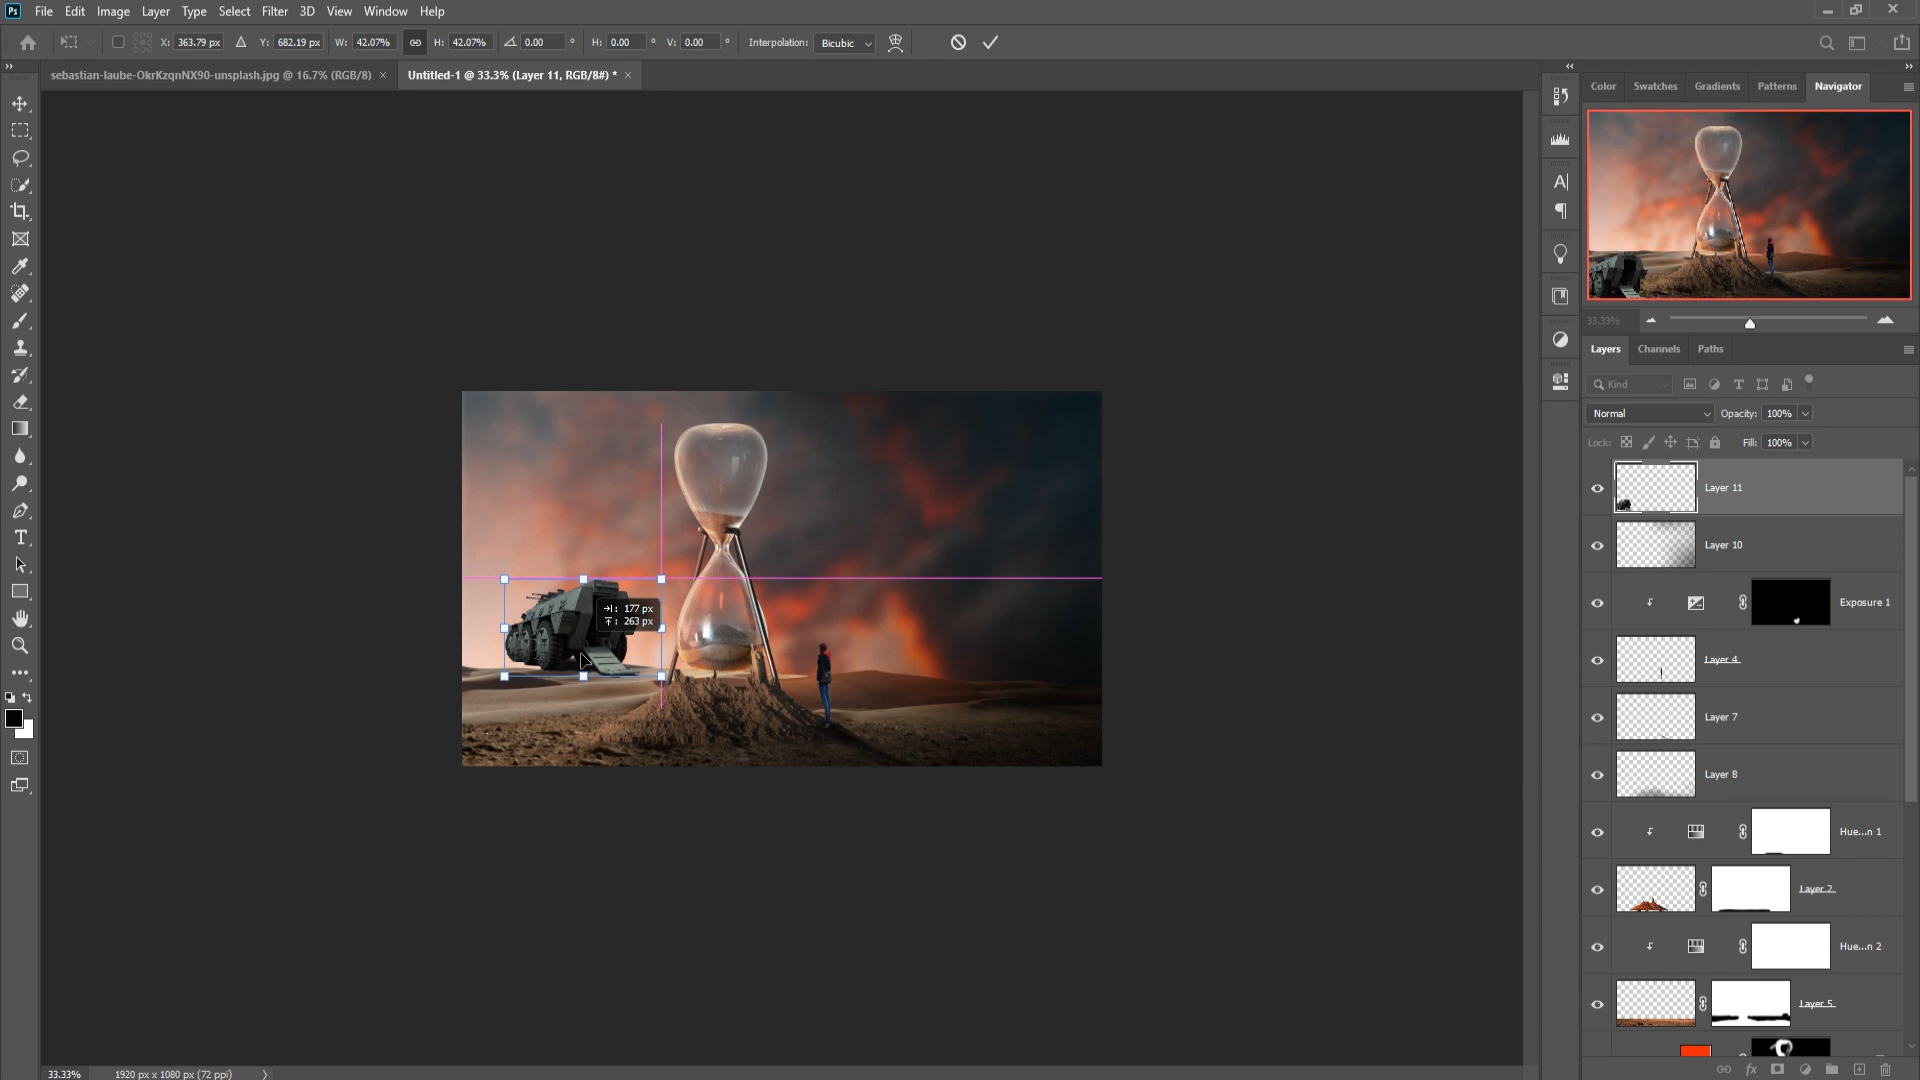 Ps File Edit Image Layer Type Select Filter 3D View Window Help
X: 363.79 px Y: 682.19 px W: 42.07% H: 42.07% 0.00 ° H: 0.00 ° V: 0.00 ° Interpolation: Bicubic
sebastian-laube-OkrKzqnNX90-unsplash.jpg @ 16.7% (RGB/8) × Untitled-1 @ 33.3% (Layer 11, RGB/8#) * ×
Color Swatches Gradients Patterns Navigator
33.33%
Layers Channels Paths
Kind
Normal Opacity: 100%
Lock: Fill: 100%
Layer 11
Layer 10
Exposure 1
Layer 4
Layer 7
Layer 8
Hue...n 1
Layer 2
Hue...n 2
Layer 5
177 px
263 px
33.33% 1920 px x 1080 px (72 ppi)